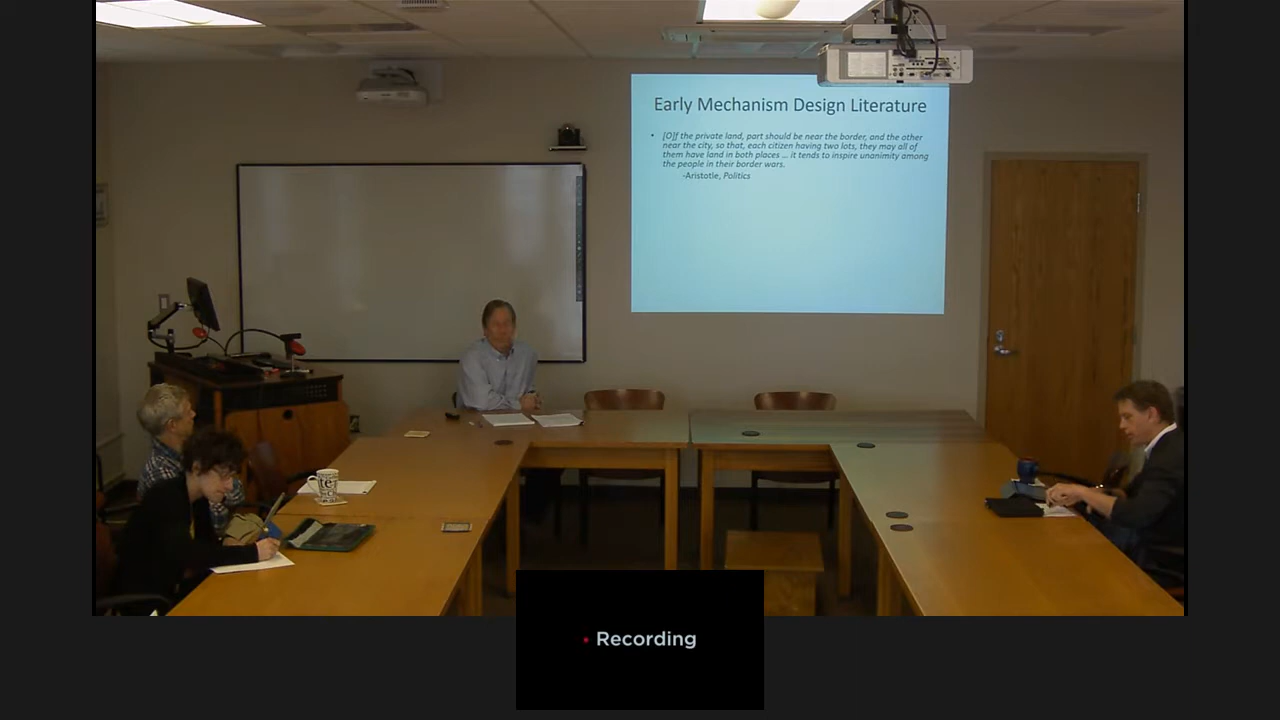 Early Mechanism Design Literature
• [O]f the private land, part should be near the border, and the other
near the city, so that, each citizen having two lots, they may all of
them have land in both places ... it tends to inspire unanimity among
the people in their border wars.
-Aristotle, Politics
te
Recording